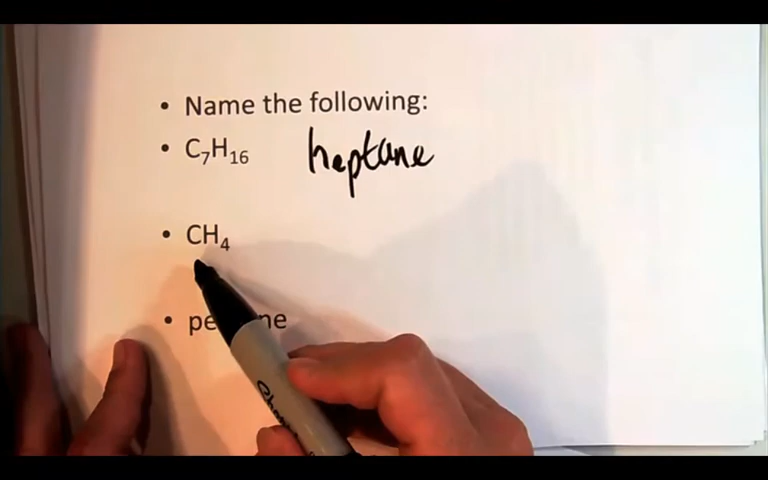 • Name the following:
• C₇H₁₆ heptane
• CH₄
•